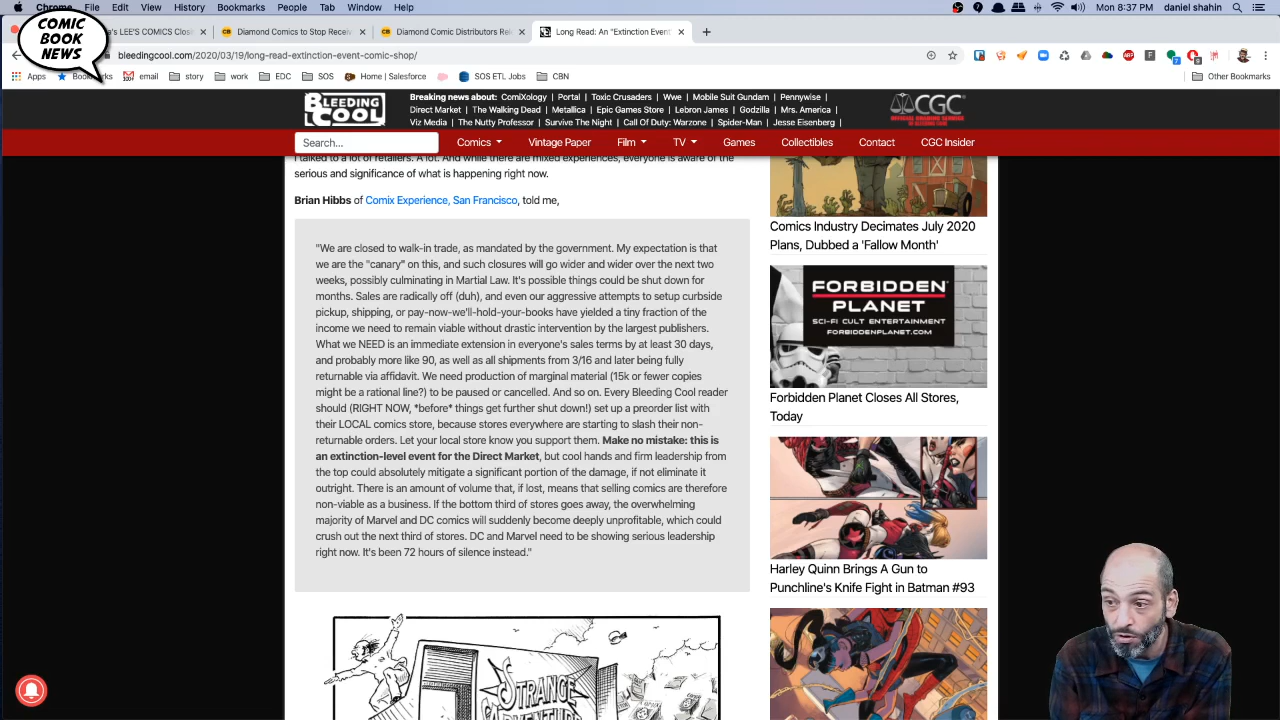 Chrome File Edit View History Bookmarks People Tab Window Help
Mon 8:37 PM daniel shahin
COMIC
BOOK
NEWS
LEE'S COMICS Clos
Diamond Comics to Stop Receiv
Diamond Comic Distributors Rel
Long Read: An "Extinction Even
bleedingcool.com/2020/03/19/long-read-extinction-event-comic-shop/
Apps email story work EDC SOS Home | Salesforce SOS ETL Jobs CBN Other Bookmarks
BLEEDING
COOL
Breaking news about: ComiXology | Portal | Toxic Crusaders | Wwe | Mobile Suit Gundam | Pennywise |
Direct Market | The Walking Dead | Metallica | Epic Games Store | Lebron James | Godzilla | Mrs. America |
Viz Media | The Nutty Professor | Survive The Night | Call Of Duty: Warzone | Spider-Man | Jesse Eisenberg |
CGC
Search...
Comics Vintage Paper Film TV Games Collectibles Contact CGC Insider
I talked to a lot of retailers. A lot. And while there are mixed experiences, everyone is aware of the
serious and significance of what is happening right now.
Brian Hibbs of Comix Experience, San Francisco, told me,
"We are closed to walk-in trade, as mandated by the government. My expectation is that
we are the "canary" on this, and such closures will go wider and wider over the next two
weeks, possibly culminating in Martial Law. It's possible things could be shut down for
months. Sales are radically off (duh), and even our aggressive attempts to setup curbside
pickup, shipping, or pay-now-we'll-hold-your-books have yielded a tiny fraction of the
income we need to remain viable without drastic intervention by the largest publishers.
What we NEED is an immediate extension in everyone's sales terms by at least 30 days,
and probably more like 90, as well as all shipments from 3/16 and later being fully
returnable via affidavit. We need production of marginal material (15k or fewer copies
might be a rational line?) to be paused or cancelled. And so on. Every Bleeding Cool reader
should (RIGHT NOW, *before* things get further shut down!) set up a preorder list with
their LOCAL comics store, because stores everywhere are starting to slash their non-
returnable orders. Let your local store know you support them. Make no mistake: this is
an extinction-level event for the Direct Market, but cool hands and firm leadership from
the top could absolutely mitigate a significant portion of the damage, if not eliminate it
outright. There is an amount of volume that, if lost, means that selling comics are therefore
non-viable as a business. If the bottom third of stores goes away, the overwhelming
majority of Marvel and DC comics will suddenly become deeply unprofitable, which could
crush out the next third of stores. DC and Marvel need to be showing serious leadership
right now. It's been 72 hours of silence instead."
STRANGE
Comics Industry Decimates July 2020
Plans, Dubbed a 'Fallow Month'
FORBIDDEN
PLANET
SCI-FI CULT ENTERTAINMENT
FORBIDDENPLANET.COM
Forbidden Planet Closes All Stores,
Today
Harley Quinn Brings A Gun to
Punchline's Knife Fight in Batman #93